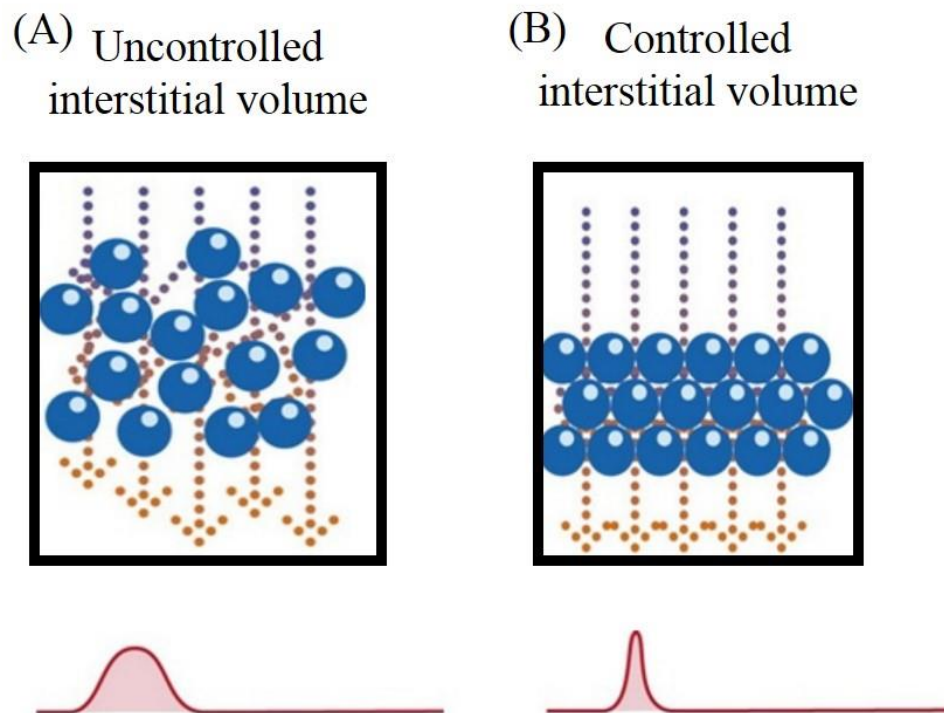 (A) Uncontrolled
interstitial volume
(B) Controlled
interstitial volume